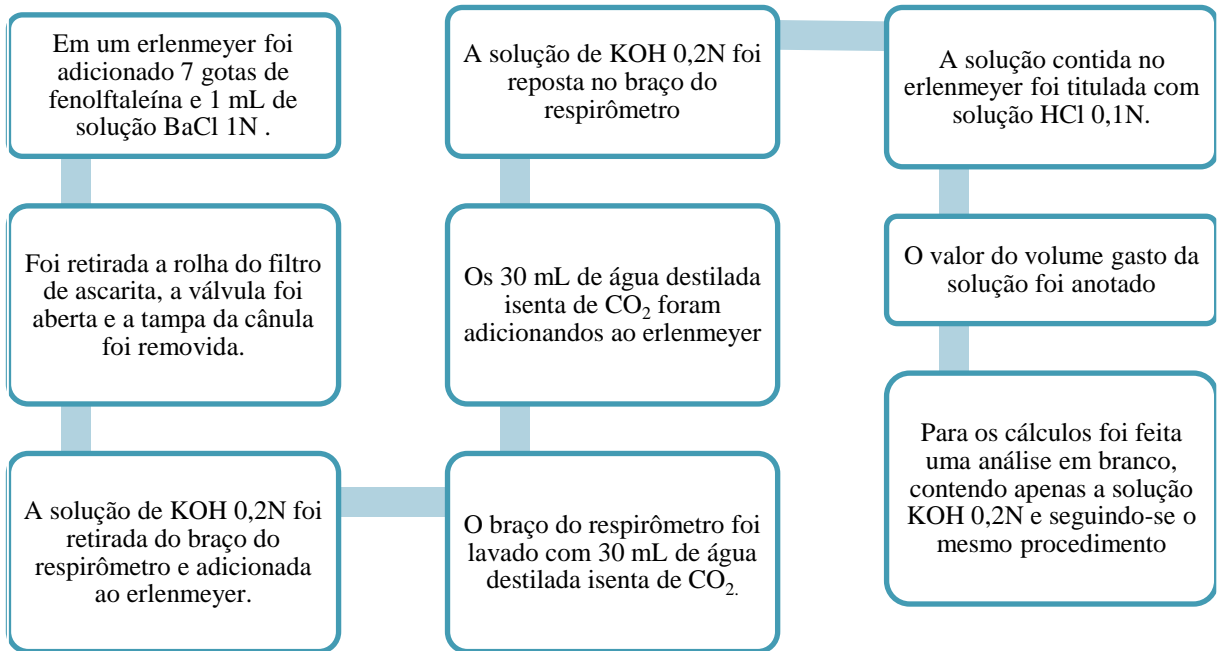 Em um erlenmeyer foi
adicionado 7 gotas de
fenolftaleína e 1 mL de
solução BaCl 1N .
Foi retirada a rolha do filtro
de ascarita, a válvula foi
aberta e a tampa da cânula
foi removida.
A solução de KOH 0,2N foi
retirada do braço do
respirômetro e adicionada
ao erlenmeyer.
O braço do respirômetro foi
lavado com 30 mL de água
destilada isenta de CO₂.
Os 30 mL de água destilada
isenta de CO₂ foram
adicionandos ao erlenmeyer
A solução de KOH 0,2N foi
reposta no braço do
respirômetro
A solução contida no
erlenmeyer foi titulada com
solução HCl 0,1N.
O valor do volume gasto da
solução foi anotado
Para os cálculos foi feita
uma análise em branco,
contendo apenas a solução
KOH 0,2N e seguindo-se o
mesmo procedimento